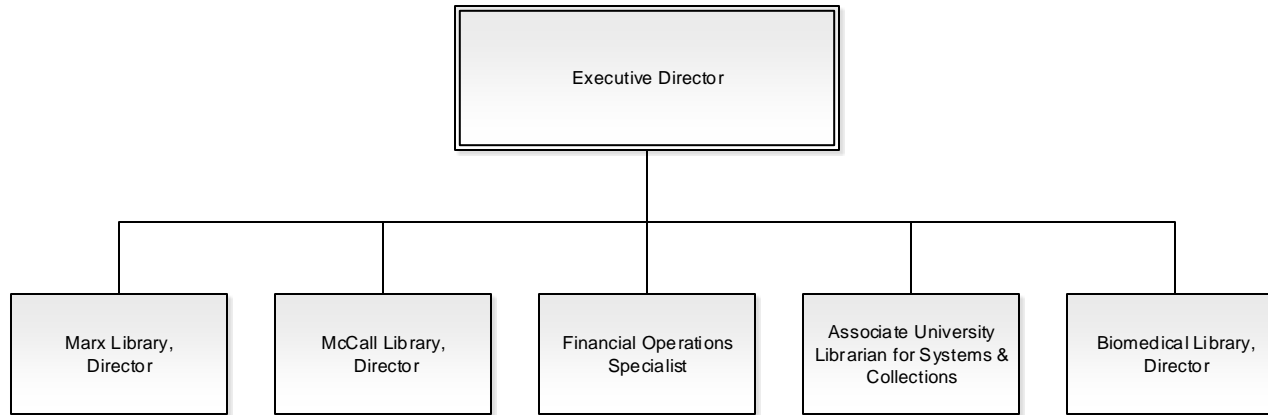 Executive Director
Marx Library,
Director
McCall Library,
Director
Financial Operations
Specialist
Associate University
Librarian for Systems &
Collections
Biomedical Library,
Director